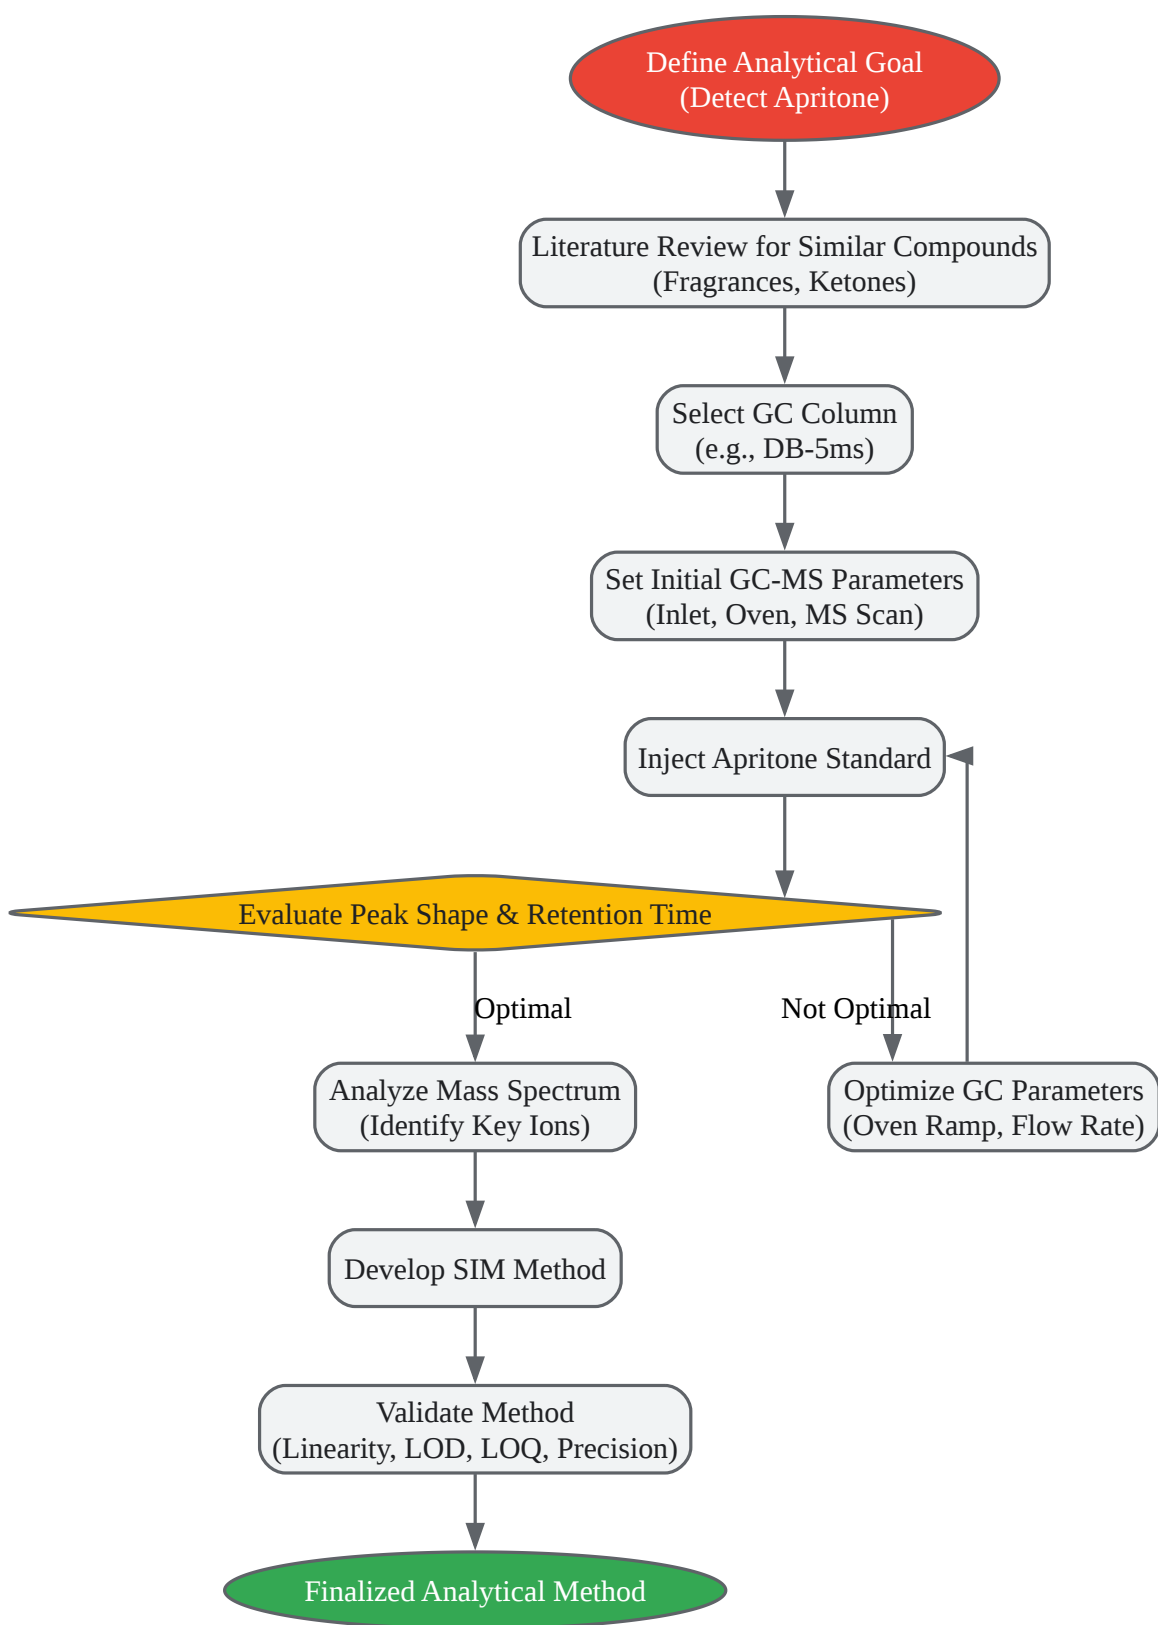 Define Analytical Goal
(Detect Apritone)
Literature Review for Similar Compounds
(Fragrances, Ketones)
Select GC Column
(e.g., DB-5ms)
Set Initial GC-MS Parameters
(Inlet, Oven, MS Scan)
Inject Apritone Standard
Evaluate Peak Shape & Retention Time
Optimal
Not Optimal
Analyze Mass Spectrum
(Identify Key Ions)
Optimize GC Parameters
(Oven Ramp, Flow Rate)
Develop SIM Method
Validate Method
(Linearity, LOD, LOQ, Precision)
Finalized Analytical Method